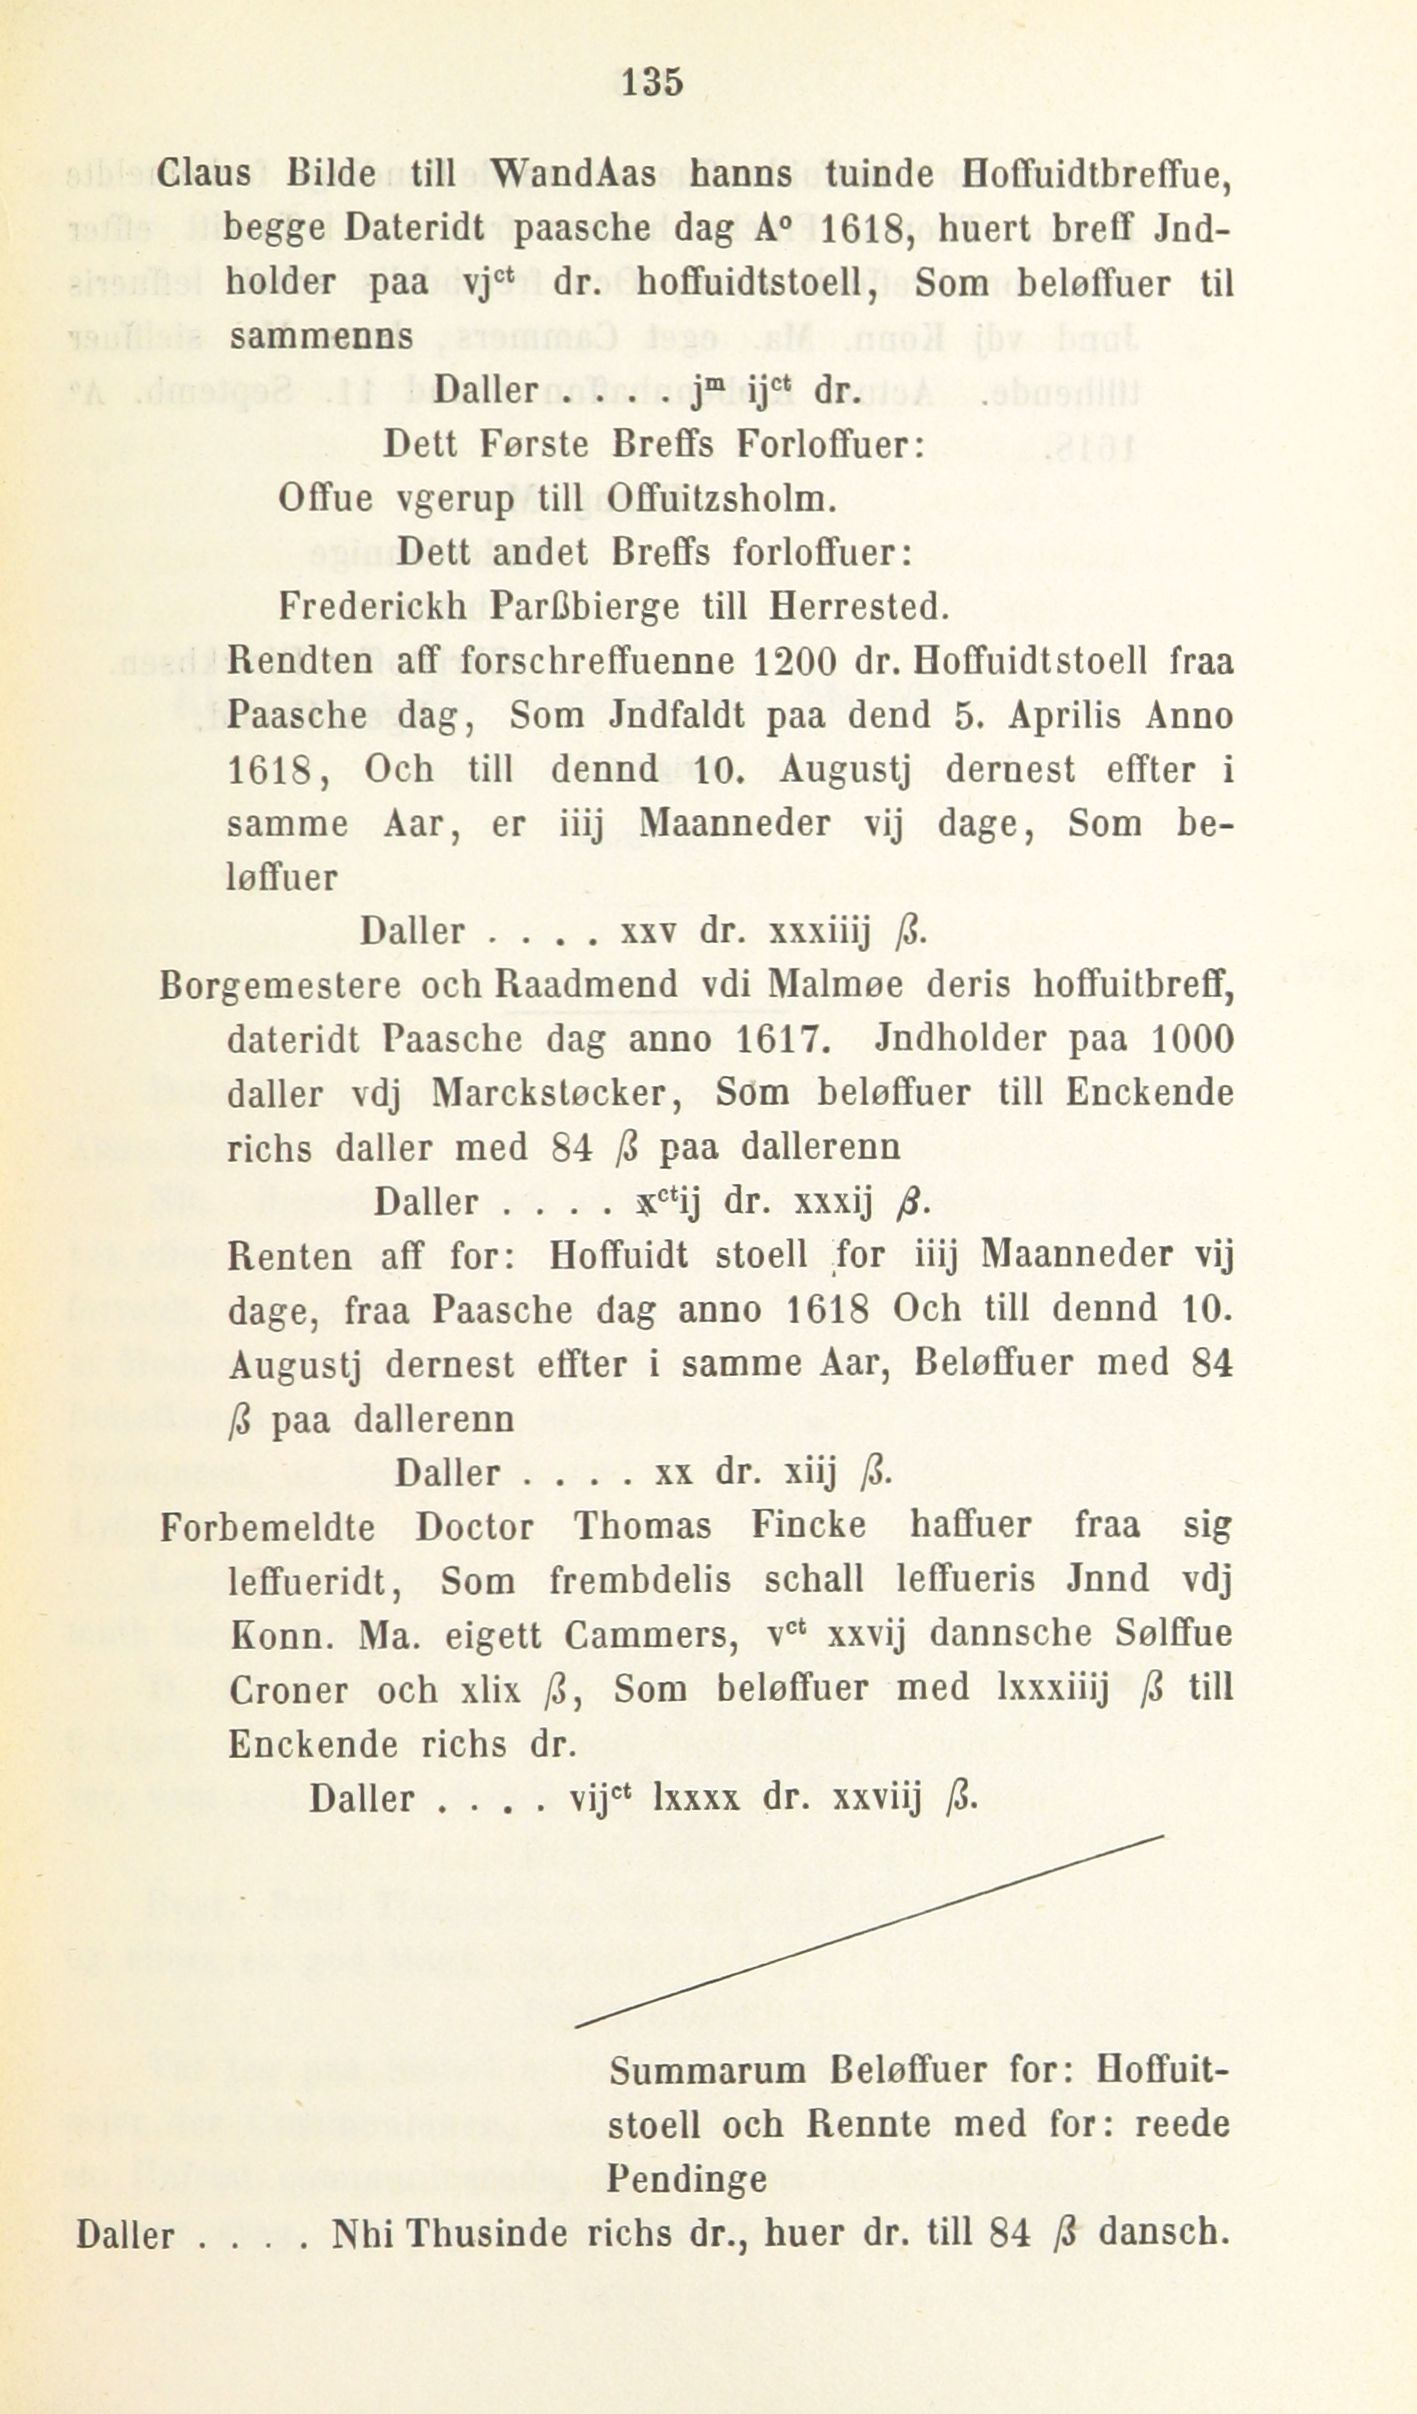 135
Claus Bilde till WandAas hanns tuinde Hoffuidtbreffue,
begge Dateridt paasche dag A⁰ 1618, huert breff Jnd-
holder paa vjᶜᵗ dr. hoffuidtstoell, Som beløffuer til
sammenns
Daller . . . . jᵐ ijᶜᵗ dr.
Dett Første Breffs Forloffuer:
Offue vgerup till Offuitzsholm.
Dett andet Breffs forloffuer:
Frederickh Parßbierge till Herrested.
Rendten aff forschreffuenne 1200 dr. Hoffuidtstoell fraa
Paasche dag, Som Jndfaldt paa dend 5. Aprilis Anno
1618, Och till dennd 10. Augustj dernest effter i
samme Aar, er iiij Maanneder vij dage, Som be-
løffuer
Daller . . . . xxv dr. xxxiiij ß.
Borgemestere och Raadmend vdi Malmøe deris hoffuitbreff,
dateridt Paasche dag anno 1617. Jndholder paa 1000
daller vdj Marckstøcker, Som beløffuer till Enckende
richs daller med 84 ß paa dallerenn
Daller . . . . xᶜᵗij dr. xxxij ß.
Renten aff for: Hoffuidt stoell for iiij Maanneder vij
dage, fraa Paasche dag anno 1618 Och till dennd 10.
Augustj dernest effter i samme Aar, Beløffuer med 84
ß paa dallerenn
Daller . . . . xx dr. xiij ß.
Forbemeldte Doctor Thomas Fincke haffuer fraa sig
leffueridt, Som frembdelis schall leffueris Jnnd vdj
Konn. Ma. eigett Cammers, vᶜᵗ xxvij dannsche Sølffue
Croner och xlix ß, Som beløffuer med lxxxiiij ß till
Enckende richs dr.
Daller . . . . vijᶜᵗ lxxxx dr. xxviij ß.
Summarum Beløffuer for: Hoffuit-
stoell och Rennte med for: reede
Pendinge
Daller . . . . Nhi Thusinde richs dr., huer dr. till 84 ß dansch.